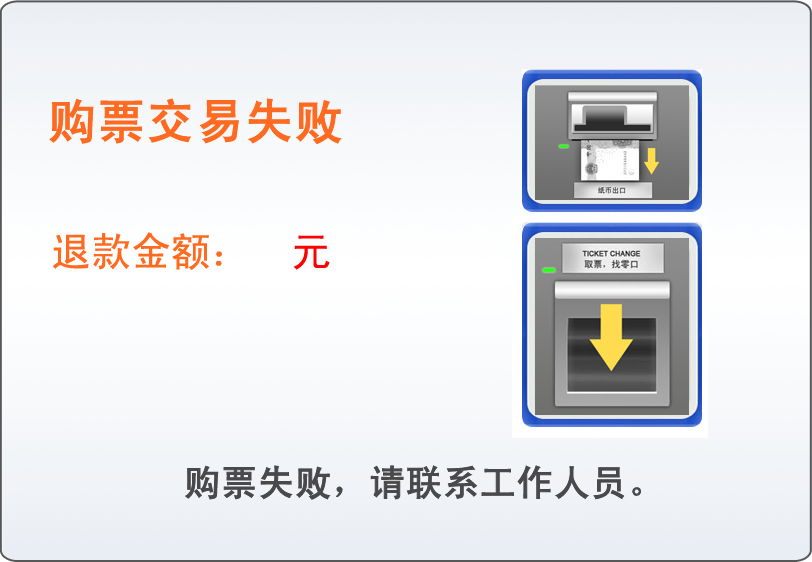 购票交易失败
纸币出口
退款金额： 元
TICKET CHANGE
取票，找零口
购票失败，请联系工作人员。